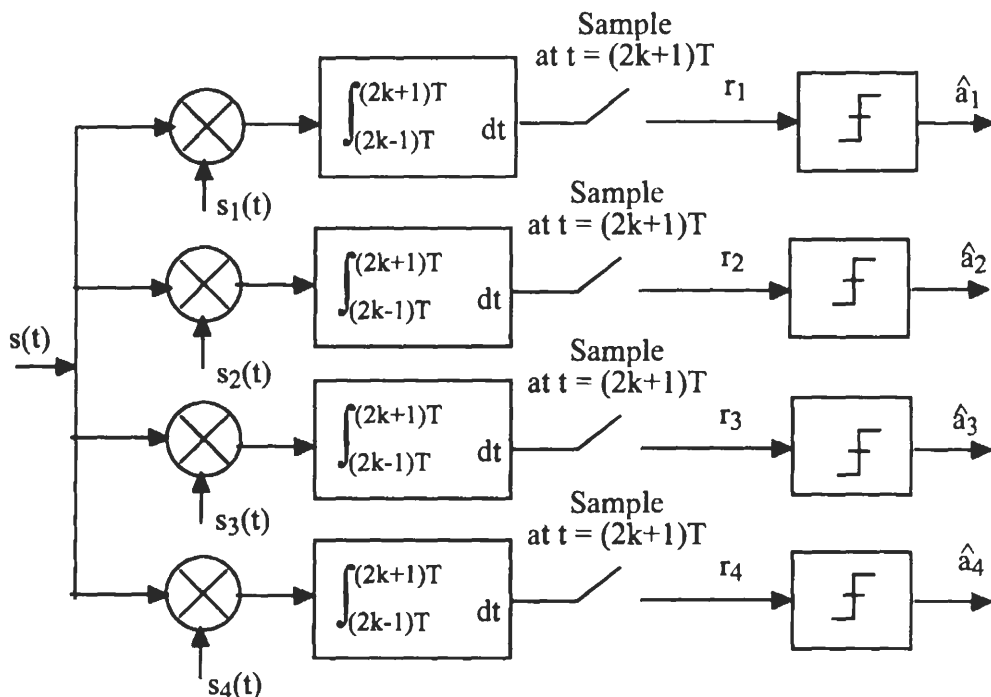 Sample
at t = (2k+1)T
∫(2k-1)T (2k+1)T dt
r1
â1
s1(t)
Sample
at t = (2k+1)T
∫(2k-1)T (2k+1)T dt
r2
â2
s(t)
s2(t)
Sample
at t = (2k+1)T
∫(2k-1)T (2k+1)T dt
r3
â3
s3(t)
Sample
at t = (2k+1)T
∫(2k-1)T (2k+1)T dt
r4
â4
s4(t)